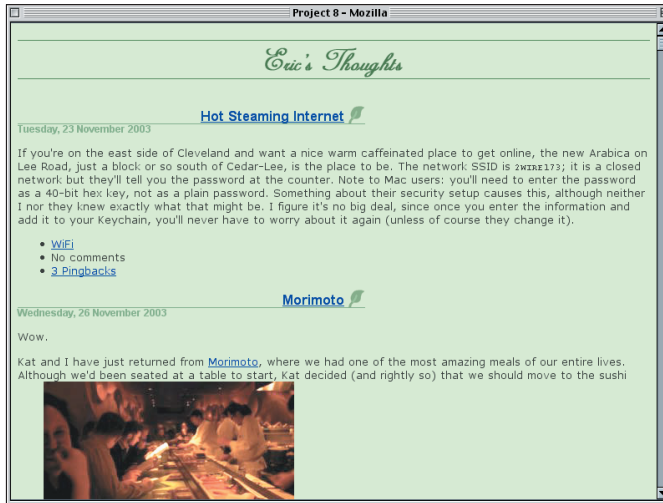 Project 8 - Mozilla
Eric's Thoughts
Hot Steaming Internet
Tuesday, 23 November 2003
If you're on the east side of Cleveland and want a nice warm caffeinated place to get online, the new Arabica on
Lee Road, just a block or so south of Cedar-Lee, is the place to be. The network SSID is 2WIRE173; it is a closed
network but they'll tell you the password at the counter. Note to Mac users: you'll need to enter the password
as a 40-bit hex key, not as a plain password. Something about their security setup causes this, although neither
I nor they knew exactly what that might be. I figure it's no big deal, since once you enter the information and
add it to your Keychain, you'll never have to worry about it again (unless of course they change it).
• WiFi
• No comments
• 3 Pingbacks
Morimoto
Wednesday, 26 November 2003
Wow.
Kat and I have just returned from Morimoto, where we had one of the most amazing meals of our entire lives.
Although we'd been seated at a table to start, Kat decided (and rightly so) that we should move to the sushi